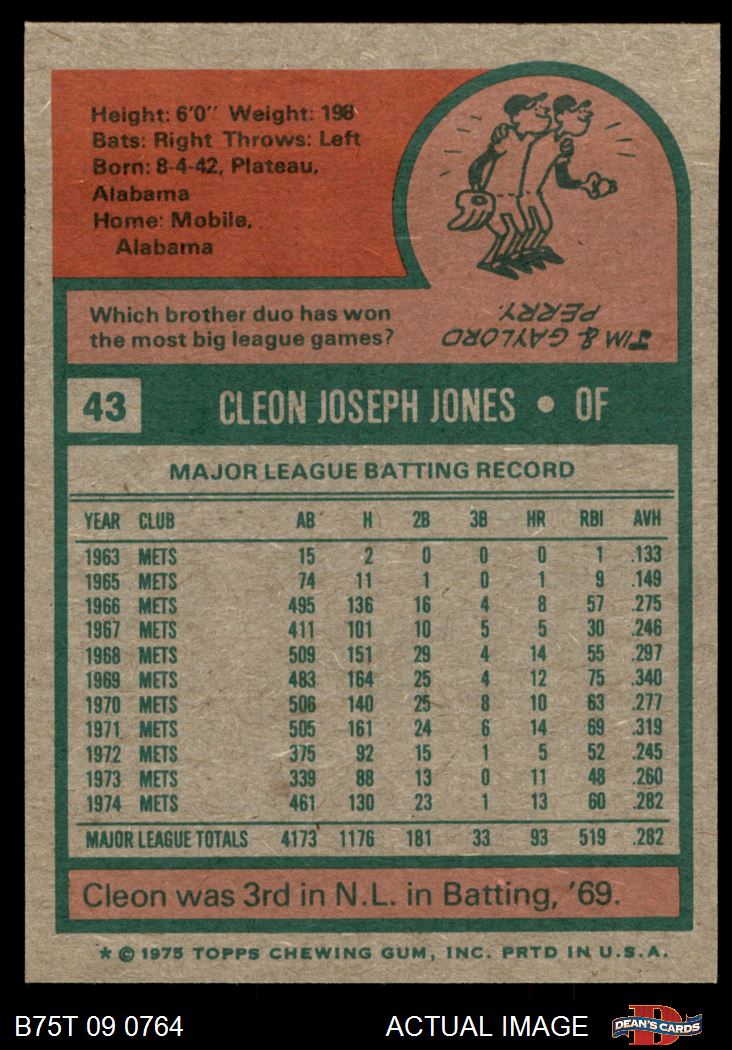 Height: 6'0" Weight: 198
Bats: Right Throws: Left
Born: 8-4-42, Plateau,
Alabama
Home: Mobile,
Alabama
Which brother duo has won
the most big league games?
JIM & GAYLORD
PERRY.
43 CLEON JOSEPH JONES • OF
MAJOR LEAGUE BATTING RECORD
YEAR CLUB AB H 2B 3B HR RBI AVH
1963 METS 15 2 0 0 0 1 .133
1965 METS 74 11 1 0 1 9 .149
1966 METS 495 136 16 4 8 57 .275
1967 METS 411 101 10 5 5 30 .246
1968 METS 509 151 29 4 14 55 .297
1969 METS 483 164 25 4 12 75 .340
1970 METS 506 140 25 8 10 63 .277
1971 METS 505 161 24 6 14 69 .319
1972 METS 375 92 15 1 5 52 .245
1973 METS 339 88 13 0 11 48 .260
1974 METS 461 130 23 1 13 60 .282
MAJOR LEAGUE TOTALS 4173 1176 181 33 93 519 .282
Cleon was 3rd in N.L. in Batting, '69.
* © 1975 TOPPS CHEWING GUM, INC. PRTD IN U.S.A.
B75T 09 0764 ACTUAL IMAGE D DEAN'S CARDS